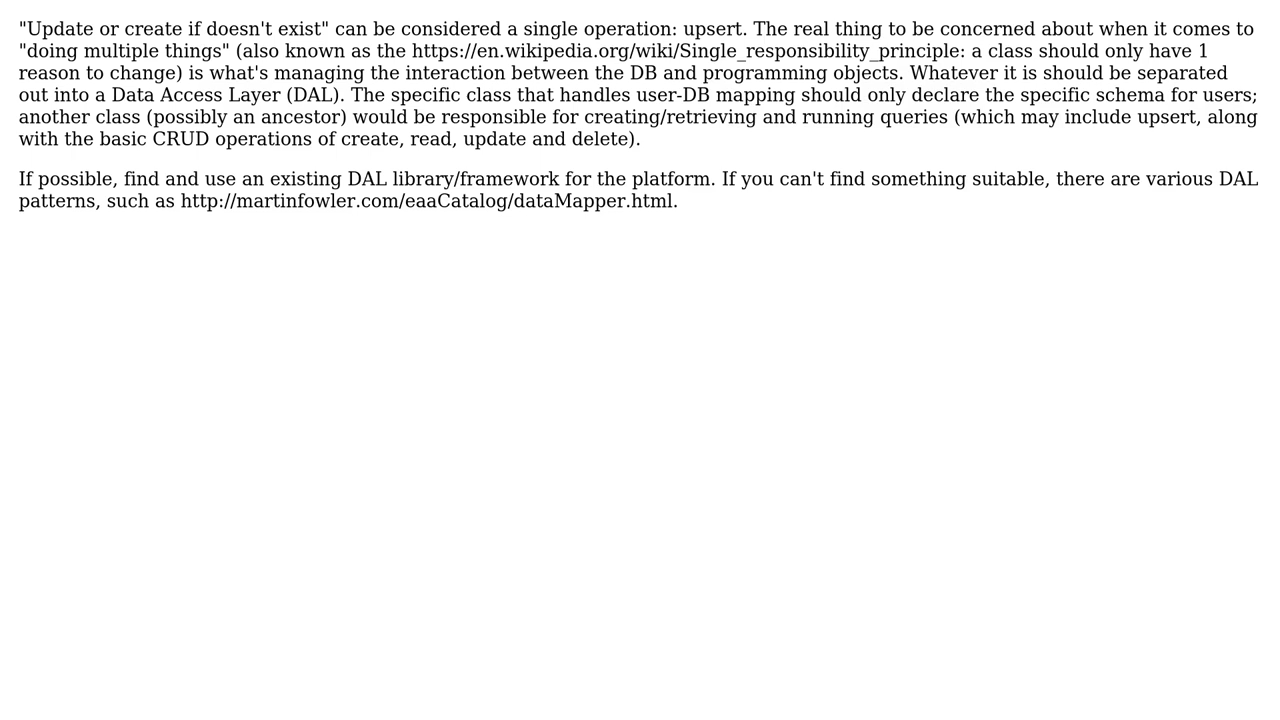 "Update or create if doesn't exist" can be considered a single operation: upsert. The real thing to be concerned about when it comes to
"doing multiple things" (also known as the https://en.wikipedia.org/wiki/Single_responsibility_principle: a class should only have 1
reason to change) is what's managing the interaction between the DB and programming objects. Whatever it is should be separated
out into a Data Access Layer (DAL). The specific class that handles user-DB mapping should only declare the specific schema for users;
another class (possibly an ancestor) would be responsible for creating/retrieving and running queries (which may include upsert, along
with the basic CRUD operations of create, read, update and delete).
If possible, find and use an existing DAL library/framework for the platform. If you can't find something suitable, there are various DAL
patterns, such as http://martinfowler.com/eaaCatalog/dataMapper.html.